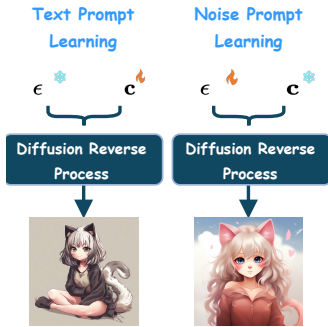 Text Prompt
Learning
Noise Prompt
Learning
ϵ
c
ϵ
c
Diffusion Reverse
Process
Diffusion Reverse
Process